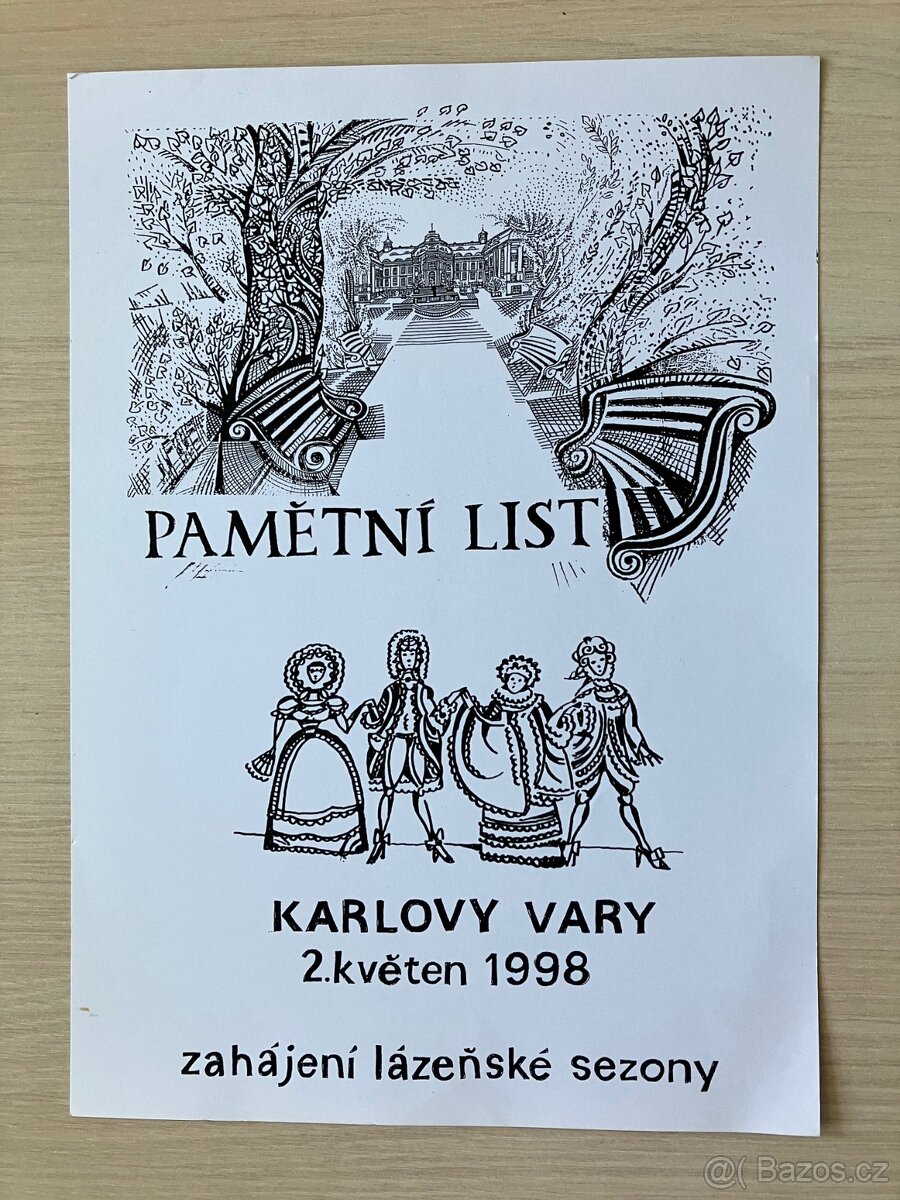 PAMĚTNÍ LIST
KARLOVY VARY
2.květen 1998
zahájení lázeňské sezony
@( Bazos.cz